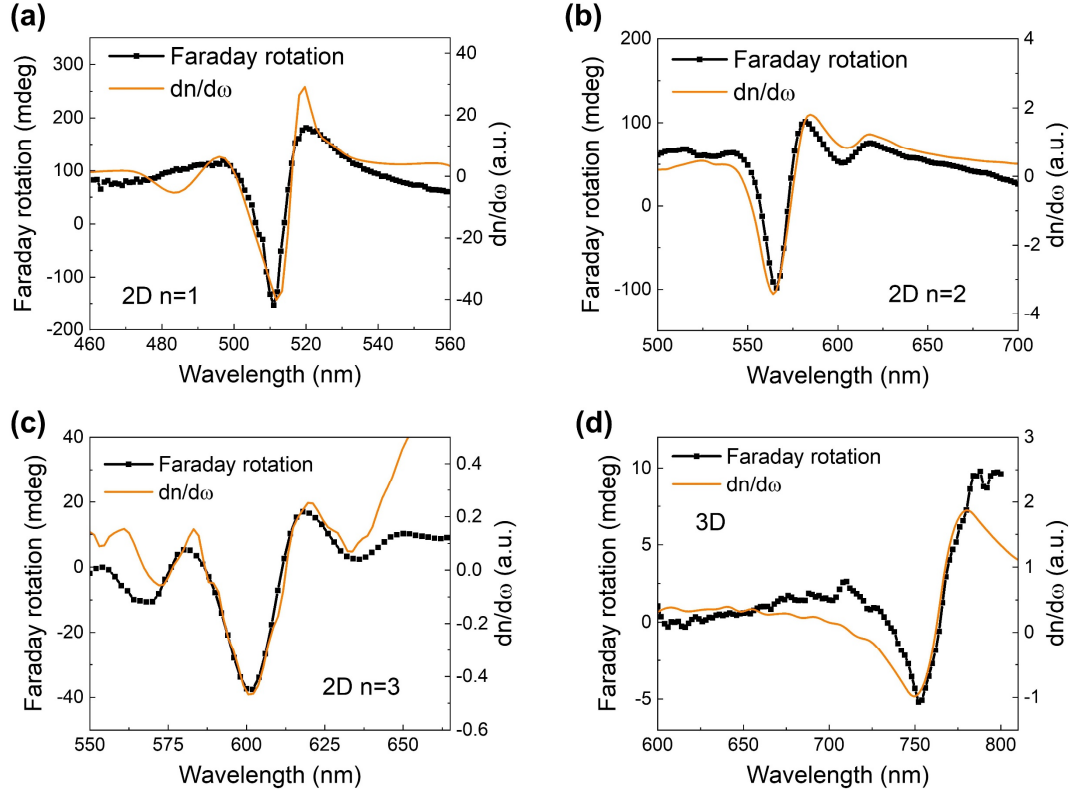 (a)
Faraday rotation (mdeg)
300
200
100
0
-100
-200
Faraday rotation
dn/dω
2D n=1
40
20
0
-20
-40
dn/dω (a.u.)
460 480 500 520 540 560
Wavelength (nm)
(b)
Faraday rotation (mdeg)
200
100
0
-100
Faraday rotation
dn/dω
2D n=2
4
2
0
-2
-4
dn/dω (a.u.)
500 550 600 650 700
Wavelength (nm)
(c)
Faraday rotation (mdeg)
40
20
0
-20
-40
Faraday rotation
dn/dω
2D n=3
0.4
0.2
0.0
-0.2
-0.4
-0.6
dn/dω (a.u.)
550 575 600 625 650
Wavelength (nm)
(d)
Faraday rotation (mdeg)
10
5
0
-5
Faraday rotation
dn/dω
3D
3
2
1
0
-1
dn/dω (a.u.)
600 650 700 750 800
Wavelength (nm)